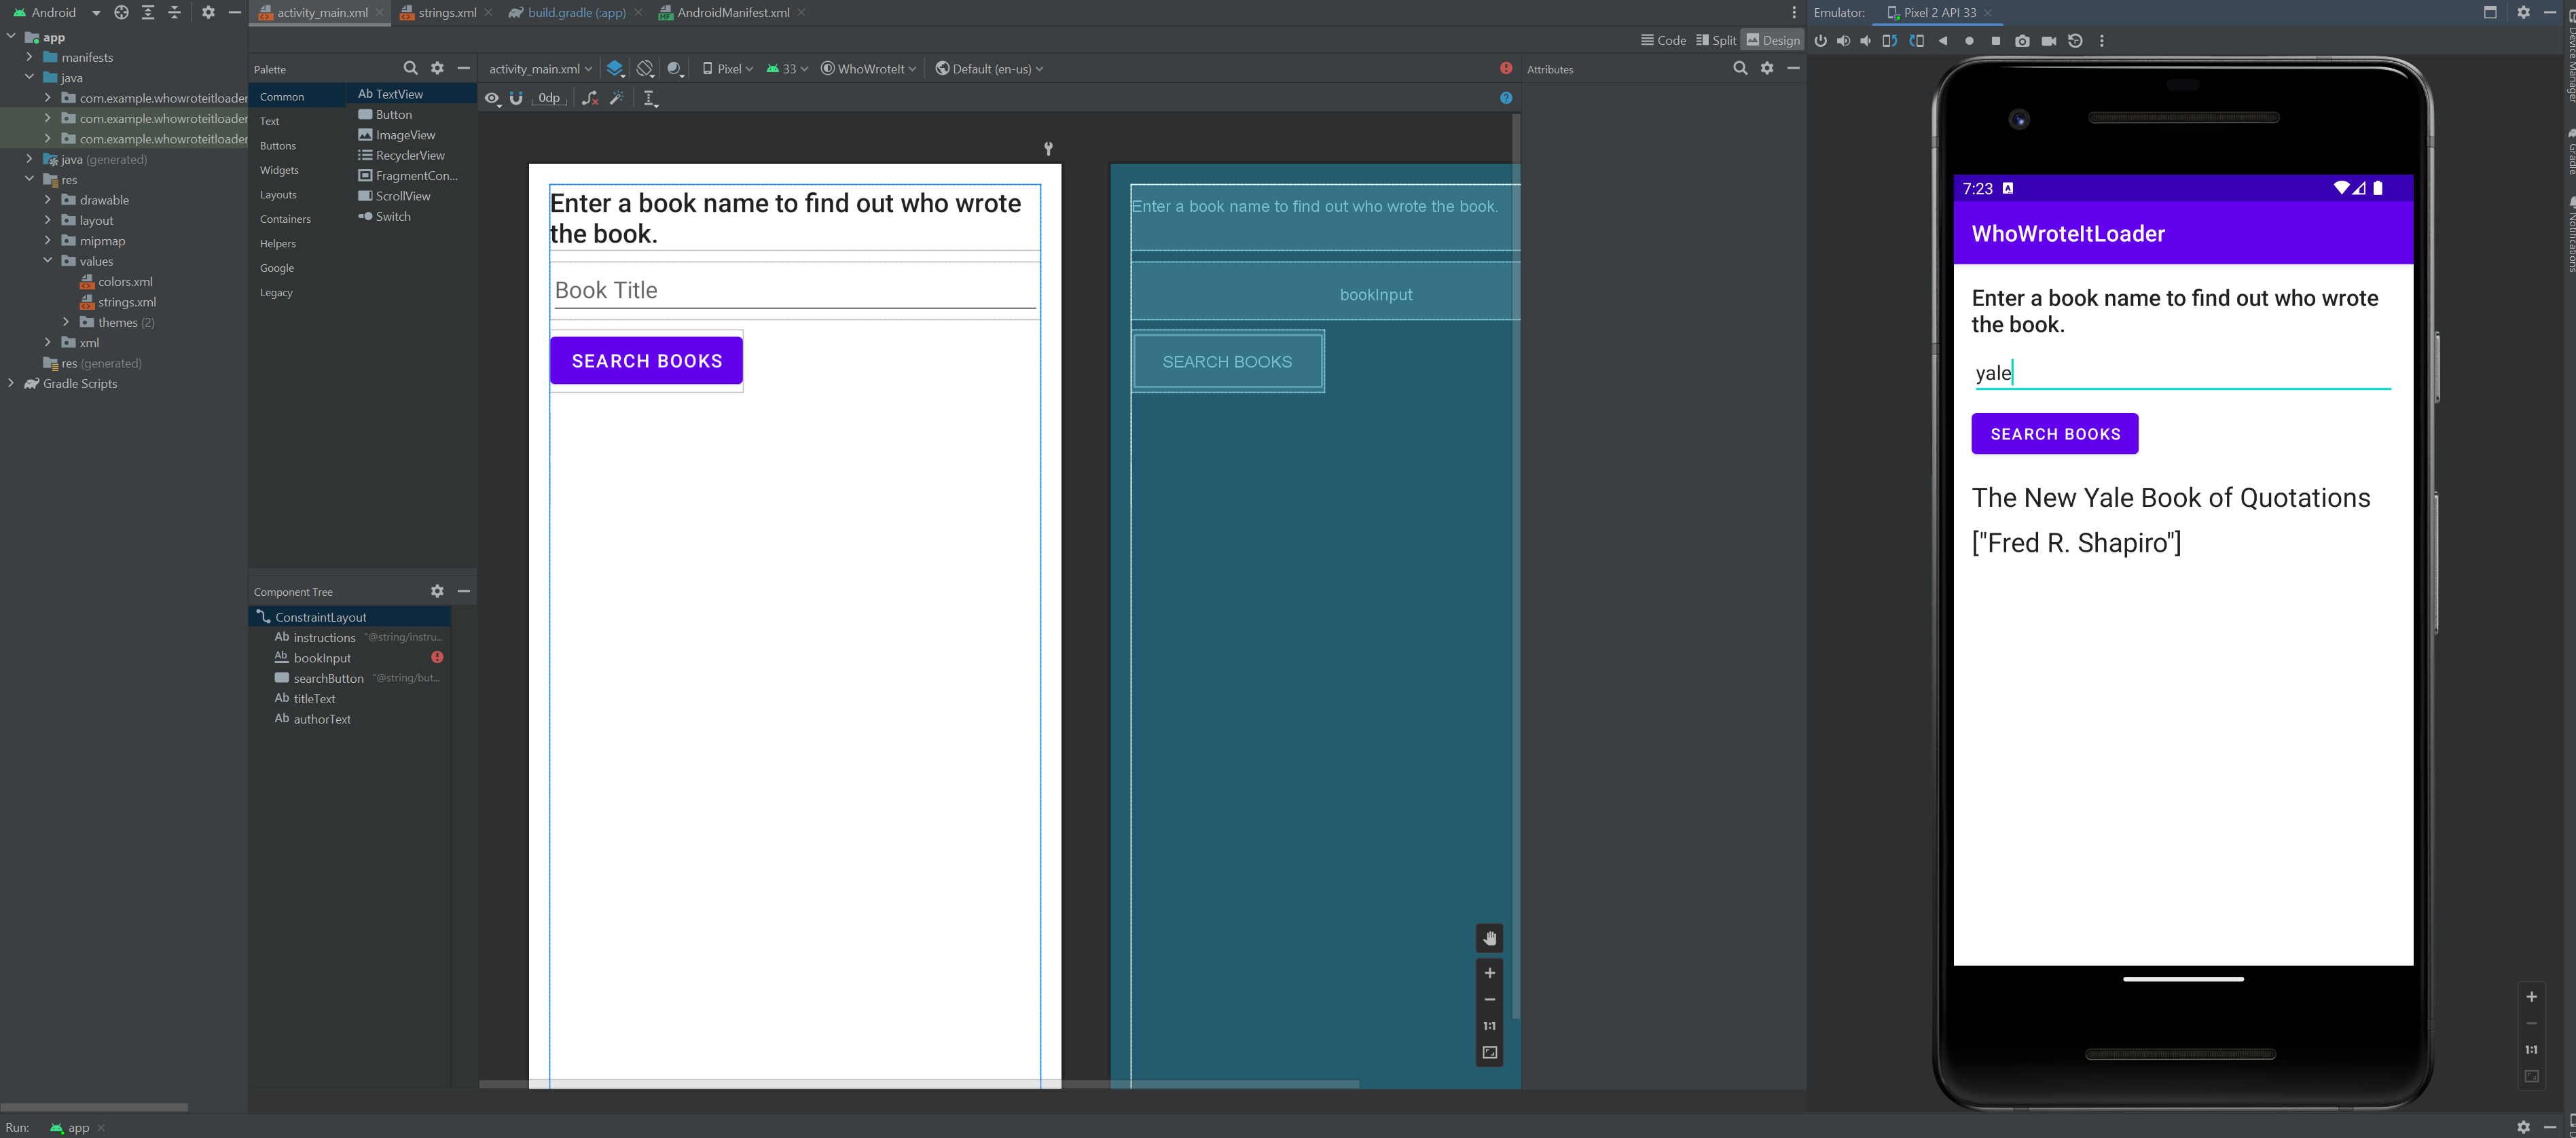 Android
activity_main.xml
strings.xml
build.gradle (:app)
AndroidManifest.xml
Emulator:
Pixel 2 API 33
app
manifests
java
com.example.whowroteitloader
com.example.whowroteitloader
com.example.whowroteitloader
java (generated)
res
drawable
layout
mipmap
values
colors.xml
strings.xml
themes (2)
xml
res (generated)
Gradle Scripts
Code
Split
Design
Palette
Common
Text
Buttons
Widgets
Layouts
Containers
Helpers
Google
Legacy
Ab TextView
Button
ImageView
RecyclerView
FragmentCon...
ScrollView
Switch
Component Tree
ConstraintLayout
Ab instructions "@string/instru...
Ab bookInput
searchButton "@string/but...
Ab titleText
Ab authorText
activity_main.xml
Pixel
33
WhoWroteIt
Default (en-us)
0dp
Enter a book name to find out who wrote
the book.
Book Title
SEARCH BOOKS
Enter a book name to find out who wrote the book.
bookInput
SEARCH BOOKS
1:1
Attributes
7:23
WhoWroteItLoader
Enter a book name to find out who wrote
the book.
yale
SEARCH BOOKS
The New Yale Book of Quotations
["Fred R. Shapiro"]
1:1
Device Manager
Gradle
Notifications
Run:
app